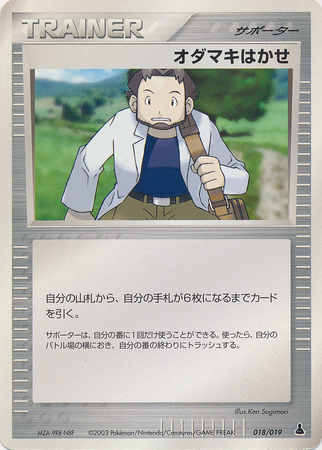 TRAINER サポーター
オダマキはかせ
自分の山札から、自分の手札が6枚になるまでカード
を引く。
サポーターは、自分の番に1回だけ使うことができる。使ったら、自分の
バトル場の横におき、自分の番の終わりにトラッシュする。
Illus.Ken Sugimori
MZA-9R8-N8F ©2003 Pokémon/Nintendo/Creatures/GAME FREAK 018/019